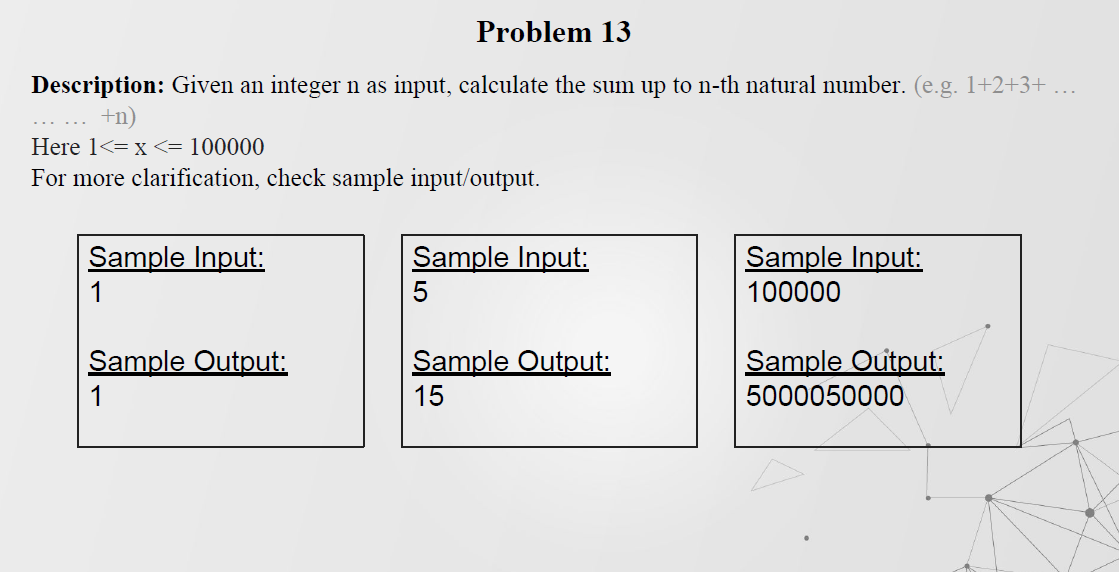 Problem 13
Description: Given an integer n as input, calculate the sum up to n-th natural number. (e.g. 1+2+3+ …
… … +n)
Here 1<= x <= 100000
For more clarification, check sample input/output.
Sample Input:
1
Sample Output:
1
Sample Input:
5
Sample Output:
15
Sample Input:
100000
Sample Output:
5000050000